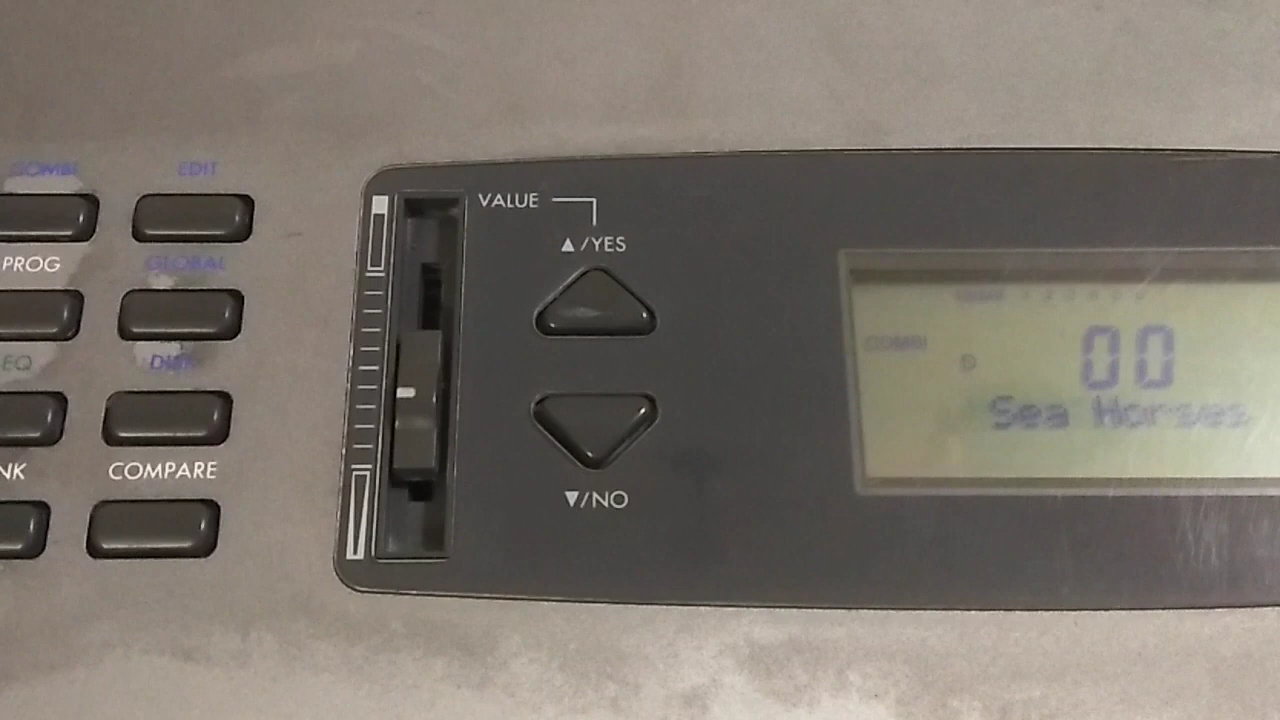 COMBI EDIT
PROG GLOBAL
EQ DISK
NK COMPARE
VALUE
▲/YES
▼/NO
COMBI
00
Sea Horses